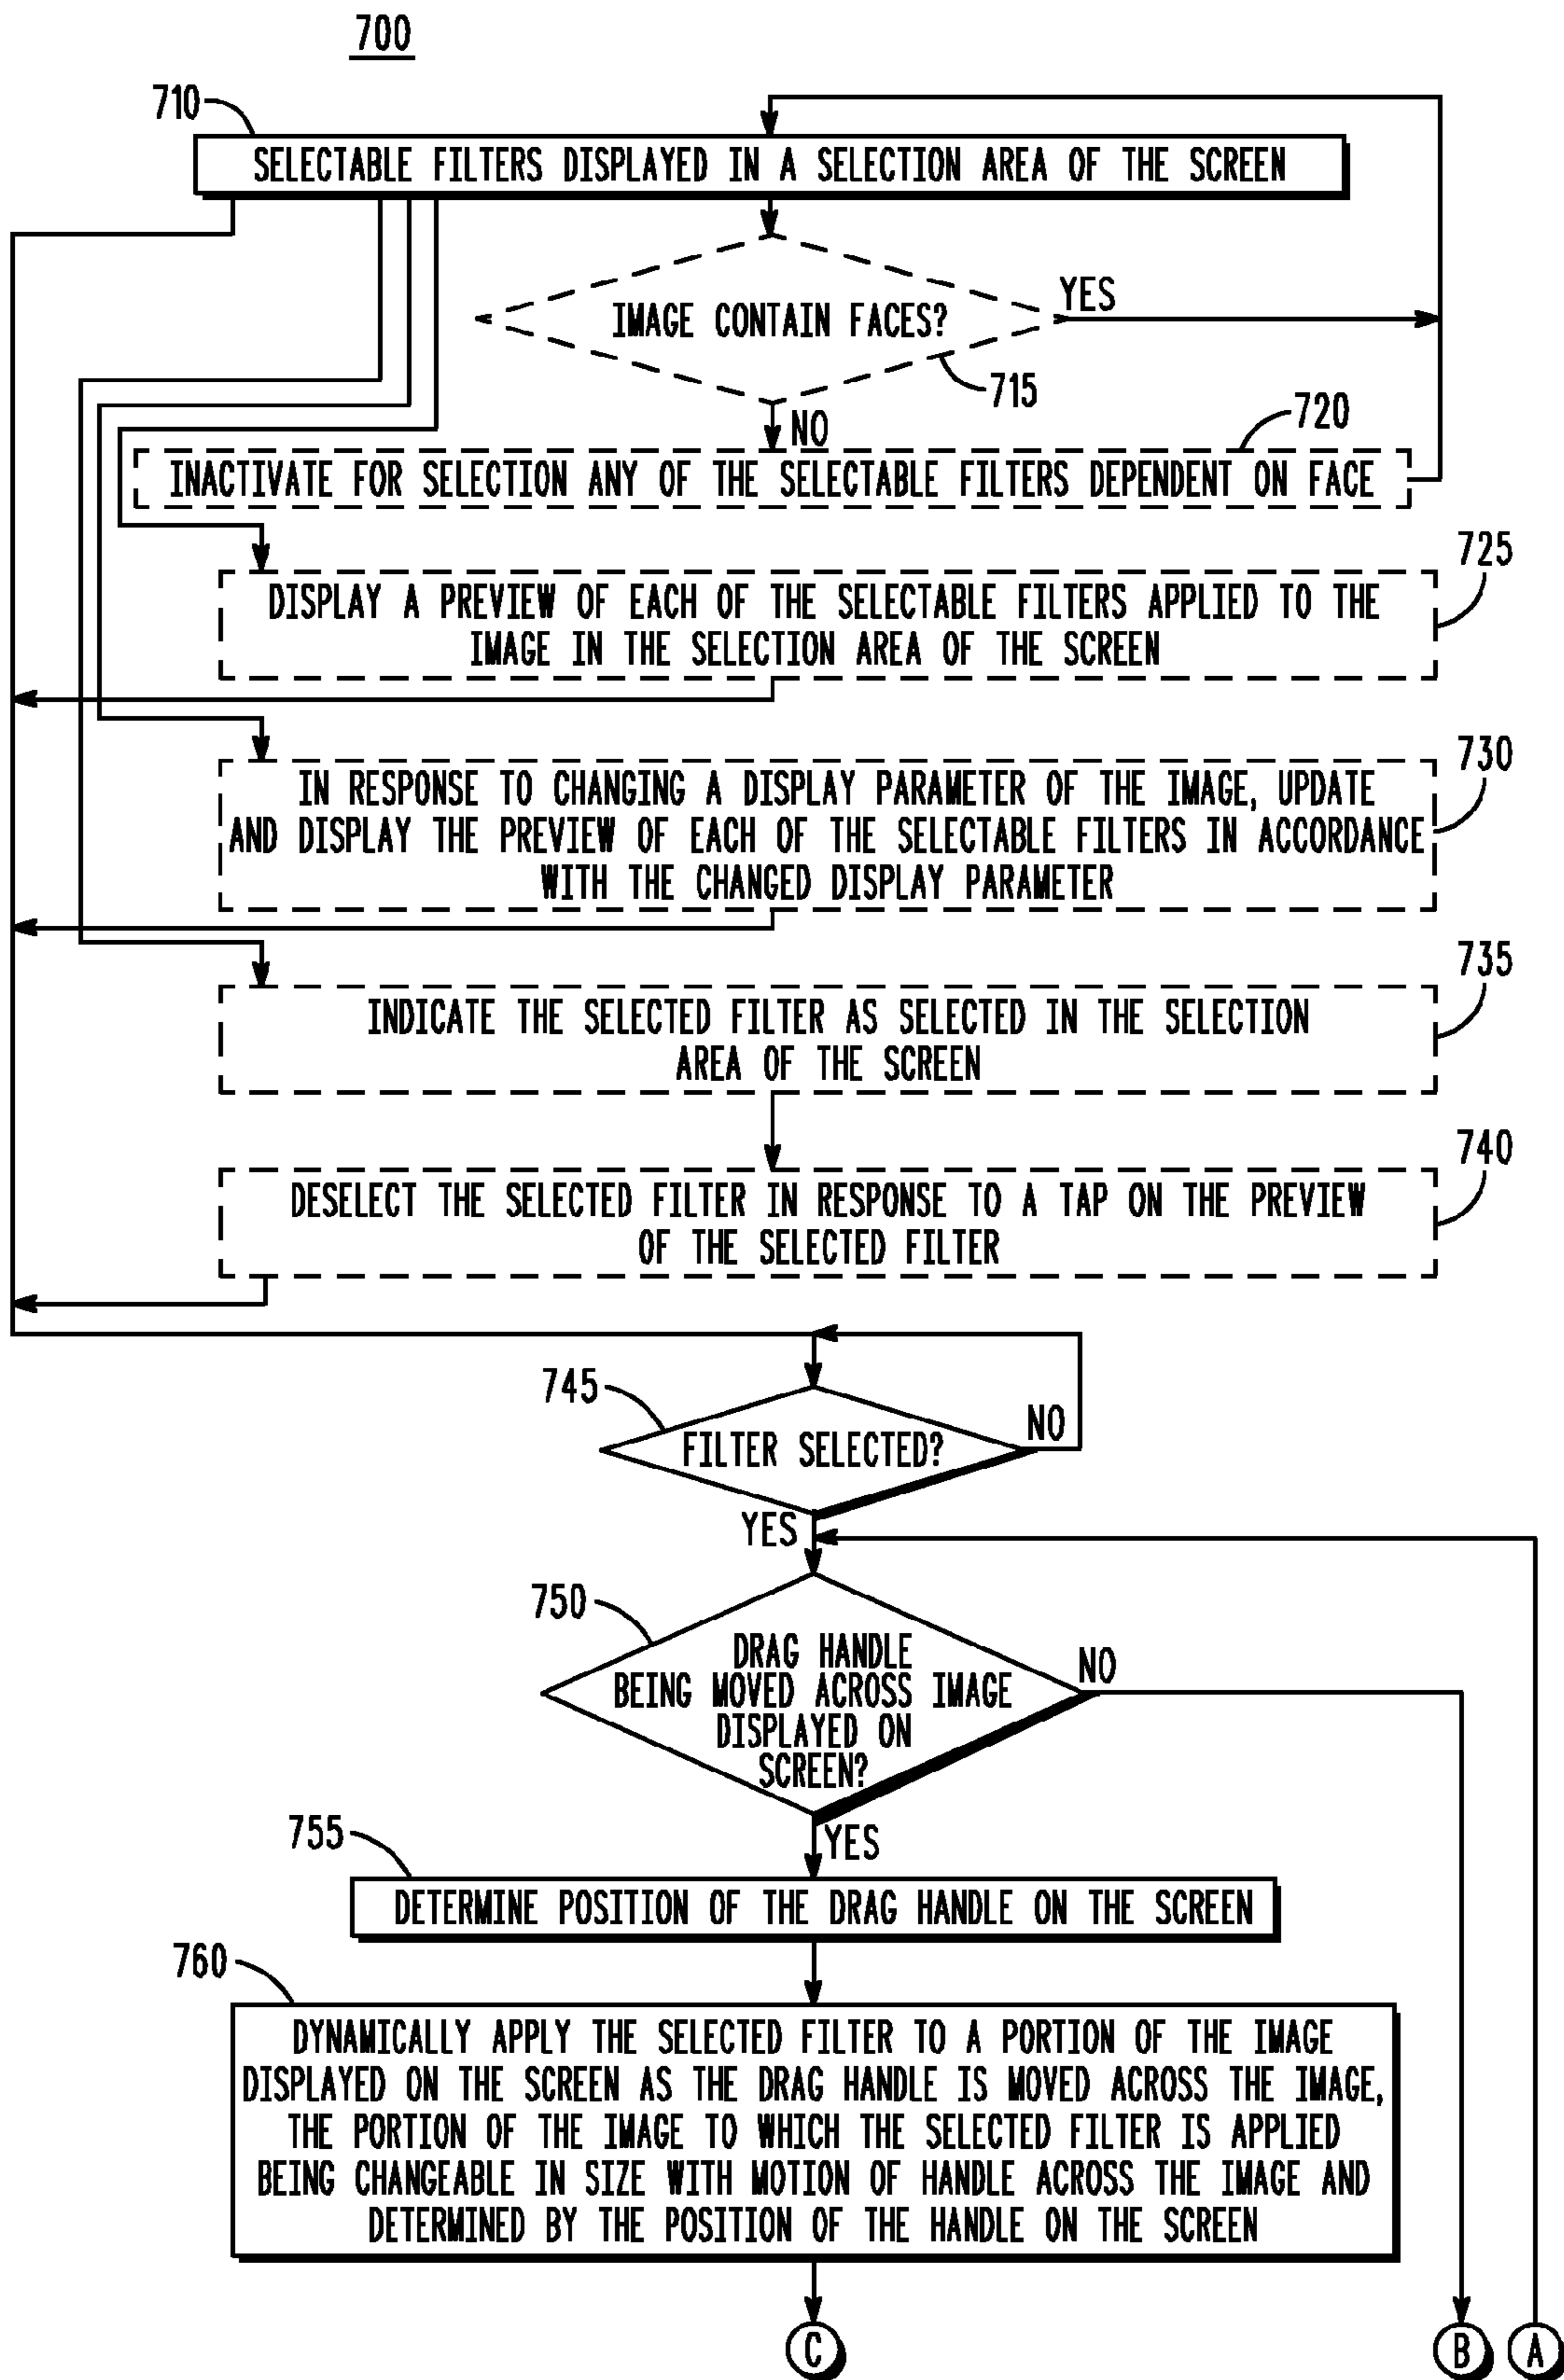 700
710
SELECTABLE FILTERS DISPLAYED IN A SELECTION AREA OF THE SCREEN
IMAGE CONTAIN FACES?
YES
715
NO
720
INACTIVATE FOR SELECTION ANY OF THE SELECTABLE FILTERS DEPENDENT ON FACE
725
DISPLAY A PREVIEW OF EACH OF THE SELECTABLE FILTERS APPLIED TO THE
IMAGE IN THE SELECTION AREA OF THE SCREEN
730
IN RESPONSE TO CHANGING A DISPLAY PARAMETER OF THE IMAGE, UPDATE
AND DISPLAY THE PREVIEW OF EACH OF THE SELECTABLE FILTERS IN ACCORDANCE
WITH THE CHANGED DISPLAY PARAMETER
735
INDICATE THE SELECTED FILTER AS SELECTED IN THE SELECTION
AREA OF THE SCREEN
740
DESELECT THE SELECTED FILTER IN RESPONSE TO A TAP ON THE PREVIEW
OF THE SELECTED FILTER
745
FILTER SELECTED?
NO
YES
750
DRAG HANDLE
BEING MOVED ACROSS IMAGE
DISPLAYED ON
SCREEN?
NO
YES
755
DETERMINE POSITION OF THE DRAG HANDLE ON THE SCREEN
760
DYNAMICALLY APPLY THE SELECTED FILTER TO A PORTION OF THE IMAGE
DISPLAYED ON THE SCREEN AS THE DRAG HANDLE IS MOVED ACROSS THE IMAGE,
THE PORTION OF THE IMAGE TO WHICH THE SELECTED FILTER IS APPLIED
BEING CHANGEABLE IN SIZE WITH MOTION OF HANDLE ACROSS THE IMAGE AND
DETERMINED BY THE POSITION OF THE HANDLE ON THE SCREEN
C
B
A